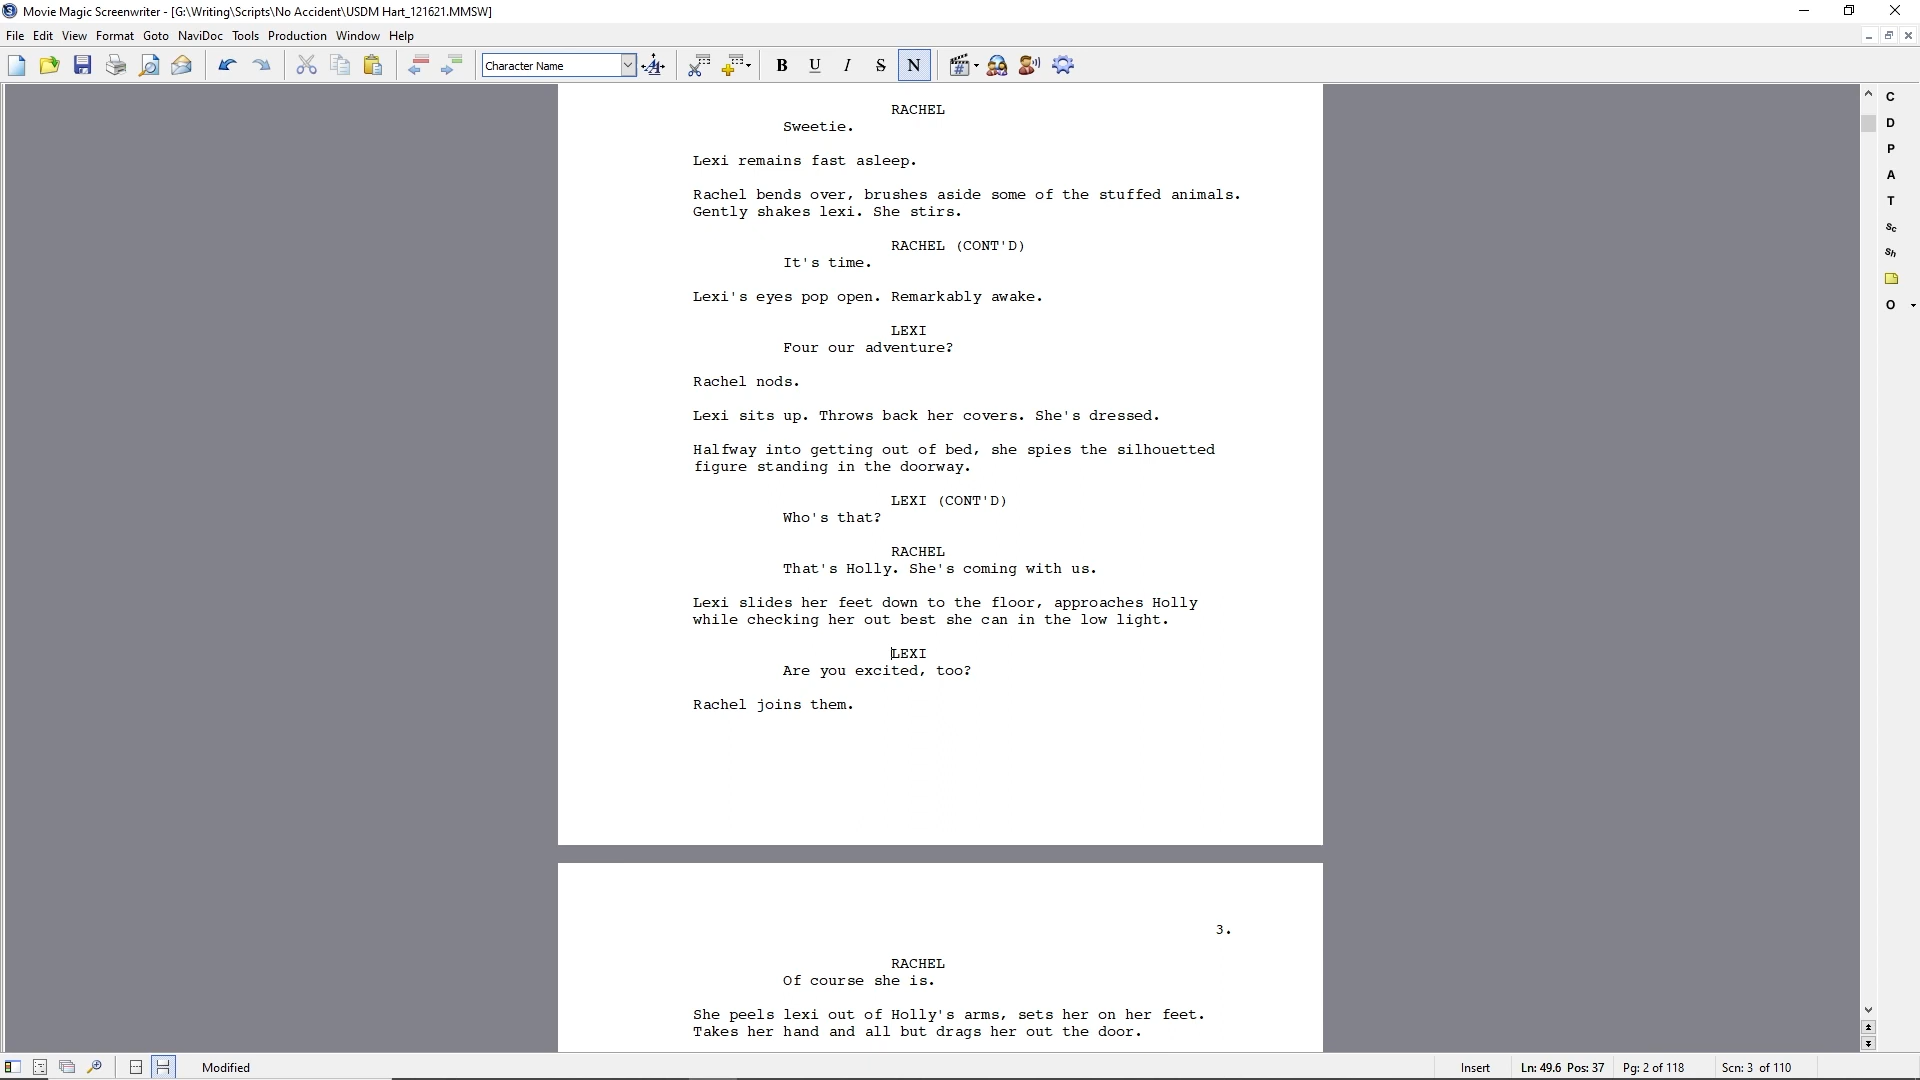 Movie Magic Screenwriter - [G:\Writing\Scripts\No Accident\USDM Hart_121621.MMSW]
File Edit View Format Goto NaviDoc Tools Production Window Help
Character Name
B U I S N
RACHEL
Sweetie.
Lexi remains fast asleep.
Rachel bends over, brushes aside some of the stuffed animals.
Gently shakes lexi. She stirs.
RACHEL (CONT'D)
It's time.
Lexi's eyes pop open. Remarkably awake.
LEXI
Four our adventure?
Rachel nods.
Lexi sits up. Throws back her covers. She's dressed.
Halfway into getting out of bed, she spies the silhouetted
figure standing in the doorway.
LEXI (CONT'D)
Who's that?
RACHEL
That's Holly. She's coming with us.
Lexi slides her feet down to the floor, approaches Holly
while checking her out best she can in the low light.
LEXI
Are you excited, too?
Rachel joins them.
3.
RACHEL
Of course she is.
She peels lexi out of Holly's arms, sets her on her feet.
Takes her hand and all but drags her out the door.
C
D
P
A
T
Sc
Sh
O
Modified Insert Ln: 49.6 Pos: 37 Pg: 2 of 118 Scn: 3 of 110